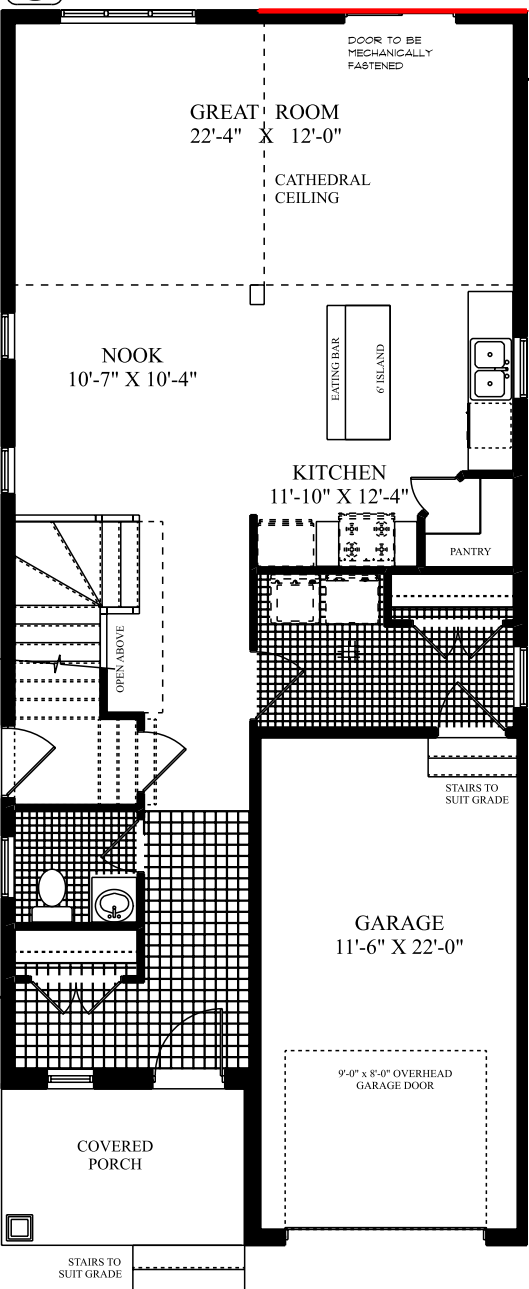 DOOR TO BE
MECHANICALLY
FASTENED
GREAT ROOM
22'-4" X 12'-0"
CATHEDRAL
CEILING
NOOK
10'-7" X 10'-4"
EATING BAR
6' ISLAND
KITCHEN
11'-10" X 12'-4"
PANTRY
OPEN ABOVE
STAIRS TO
SUIT GRADE
GARAGE
11'-6" X 22'-0"
9'-0" x 8'-0" OVERHEAD
GARAGE DOOR
COVERED
PORCH
STAIRS TO
SUIT GRADE